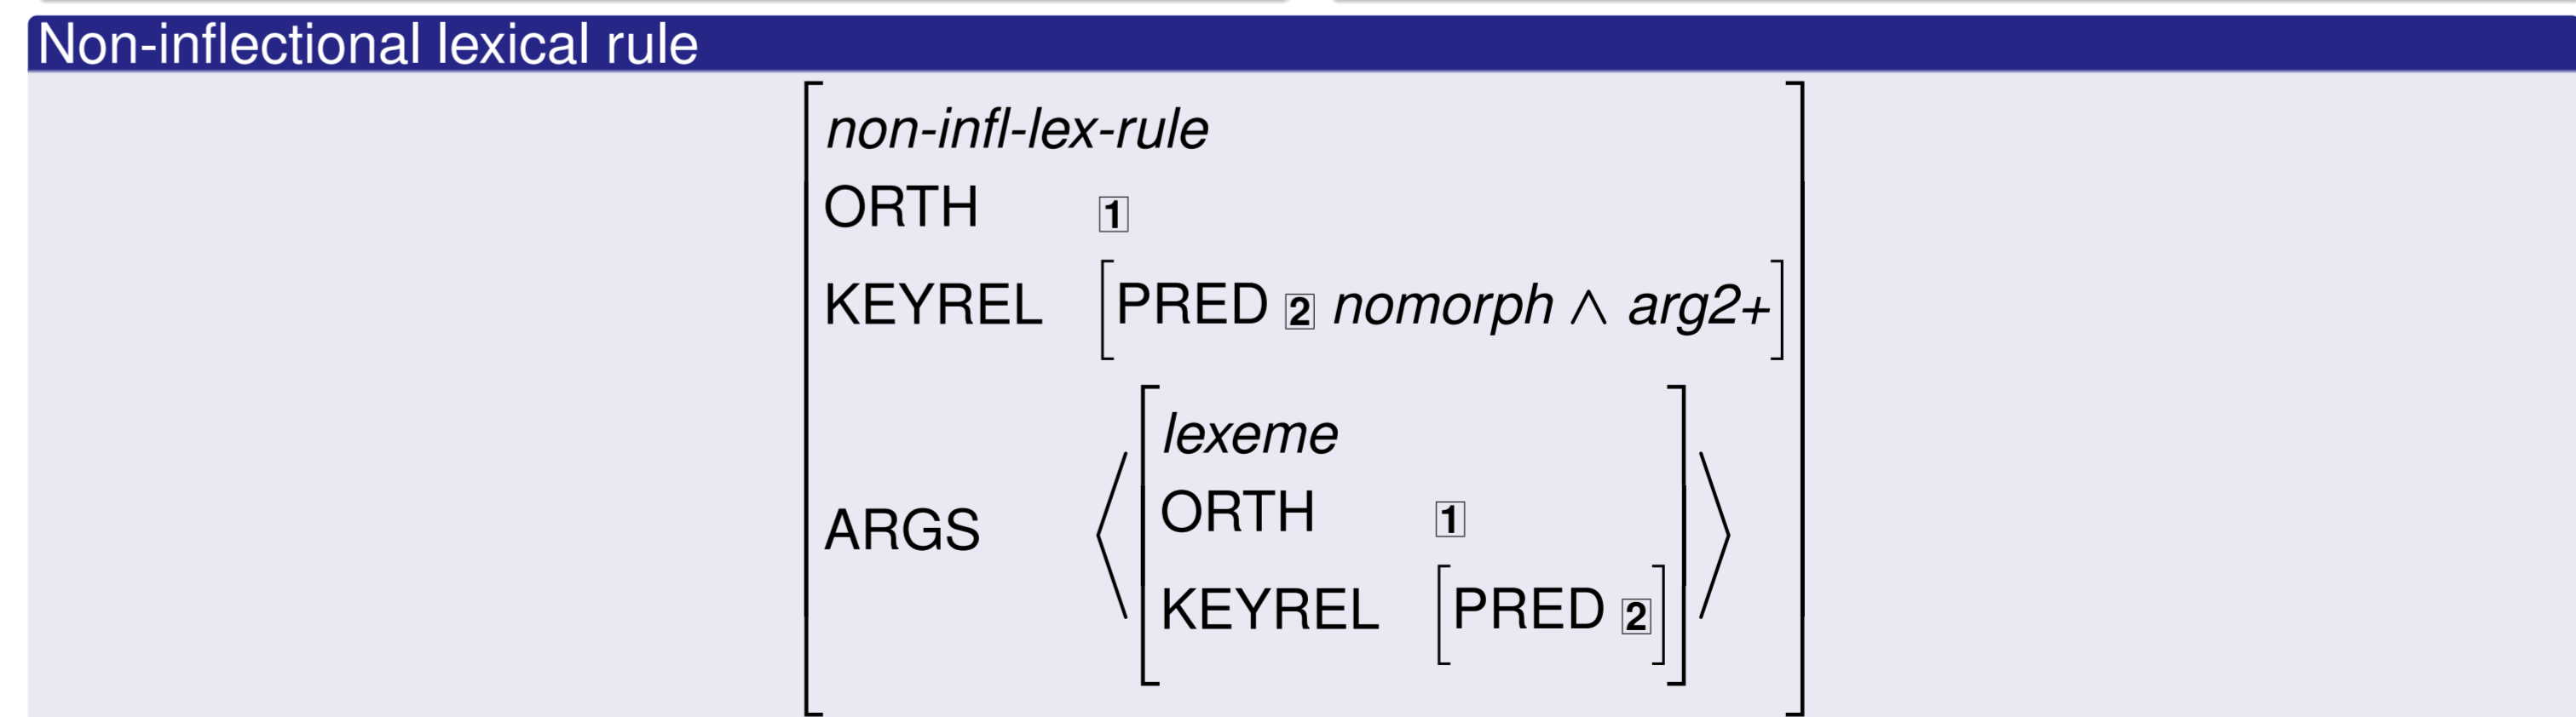 Non-inflectional lexical rule
non-infl-lex-rule
ORTH 1
KEYREL [PRED 2 nomorph ∧ arg2+]
lexeme
ORTH 1
ARGS
KEYREL [PRED 2]